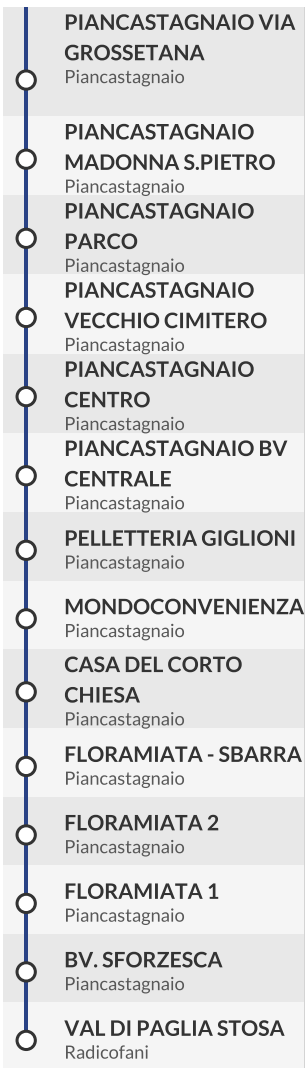 PIANCASTAGNAIO VIA
GROSSETANA
Piancastagnaio
PIANCASTAGNAIO
MADONNA S.PIETRO
Piancastagnaio
PIANCASTAGNAIO
PARCO
Piancastagnaio
PIANCASTAGNAIO
VECCHIO CIMITERO
Piancastagnaio
PIANCASTAGNAIO
CENTRO
Piancastagnaio
PIANCASTAGNAIO BV
CENTRALE
Piancastagnaio
PELLETTERIA GIGLIONI
Piancastagnaio
MONDOCONVENIENZA
Piancastagnaio
CASA DEL CORTO
CHIESA
Piancastagnaio
FLORAMIATA - SBARRA
Piancastagnaio
FLORAMIATA 2
Piancastagnaio
FLORAMIATA 1
Piancastagnaio
BV. SFORZESCA
Piancastagnaio
VAL DI PAGLIA STOSA
Radicofani